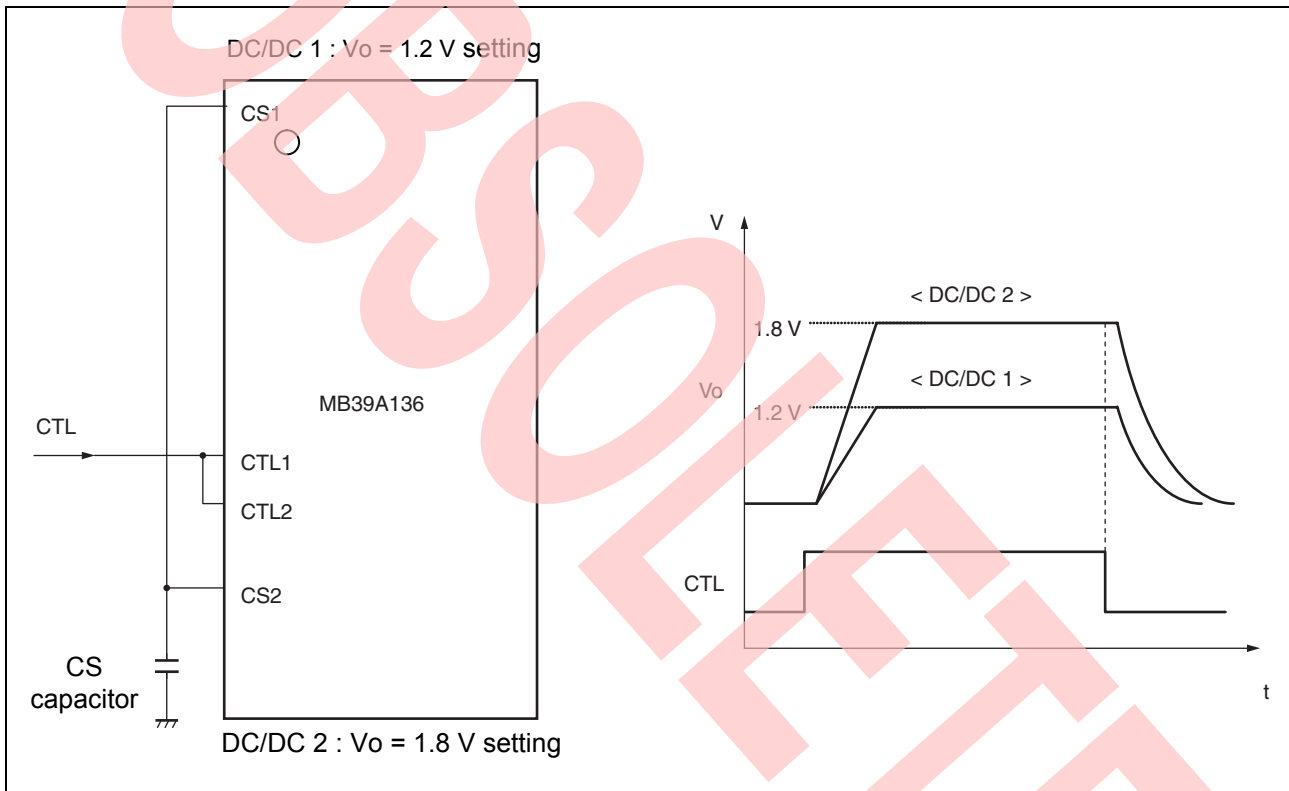 DC/DC 1 : Vo = 1.2 V setting
CS1
MB39A136
CTL
CTL1
CTL2
CS2
CS
capacitor
DC/DC 2 : Vo = 1.8 V setting
V
< DC/DC 2 >
1.8 V
< DC/DC 1 >
Vo
1.2 V
CTL
t
OBSOLETE